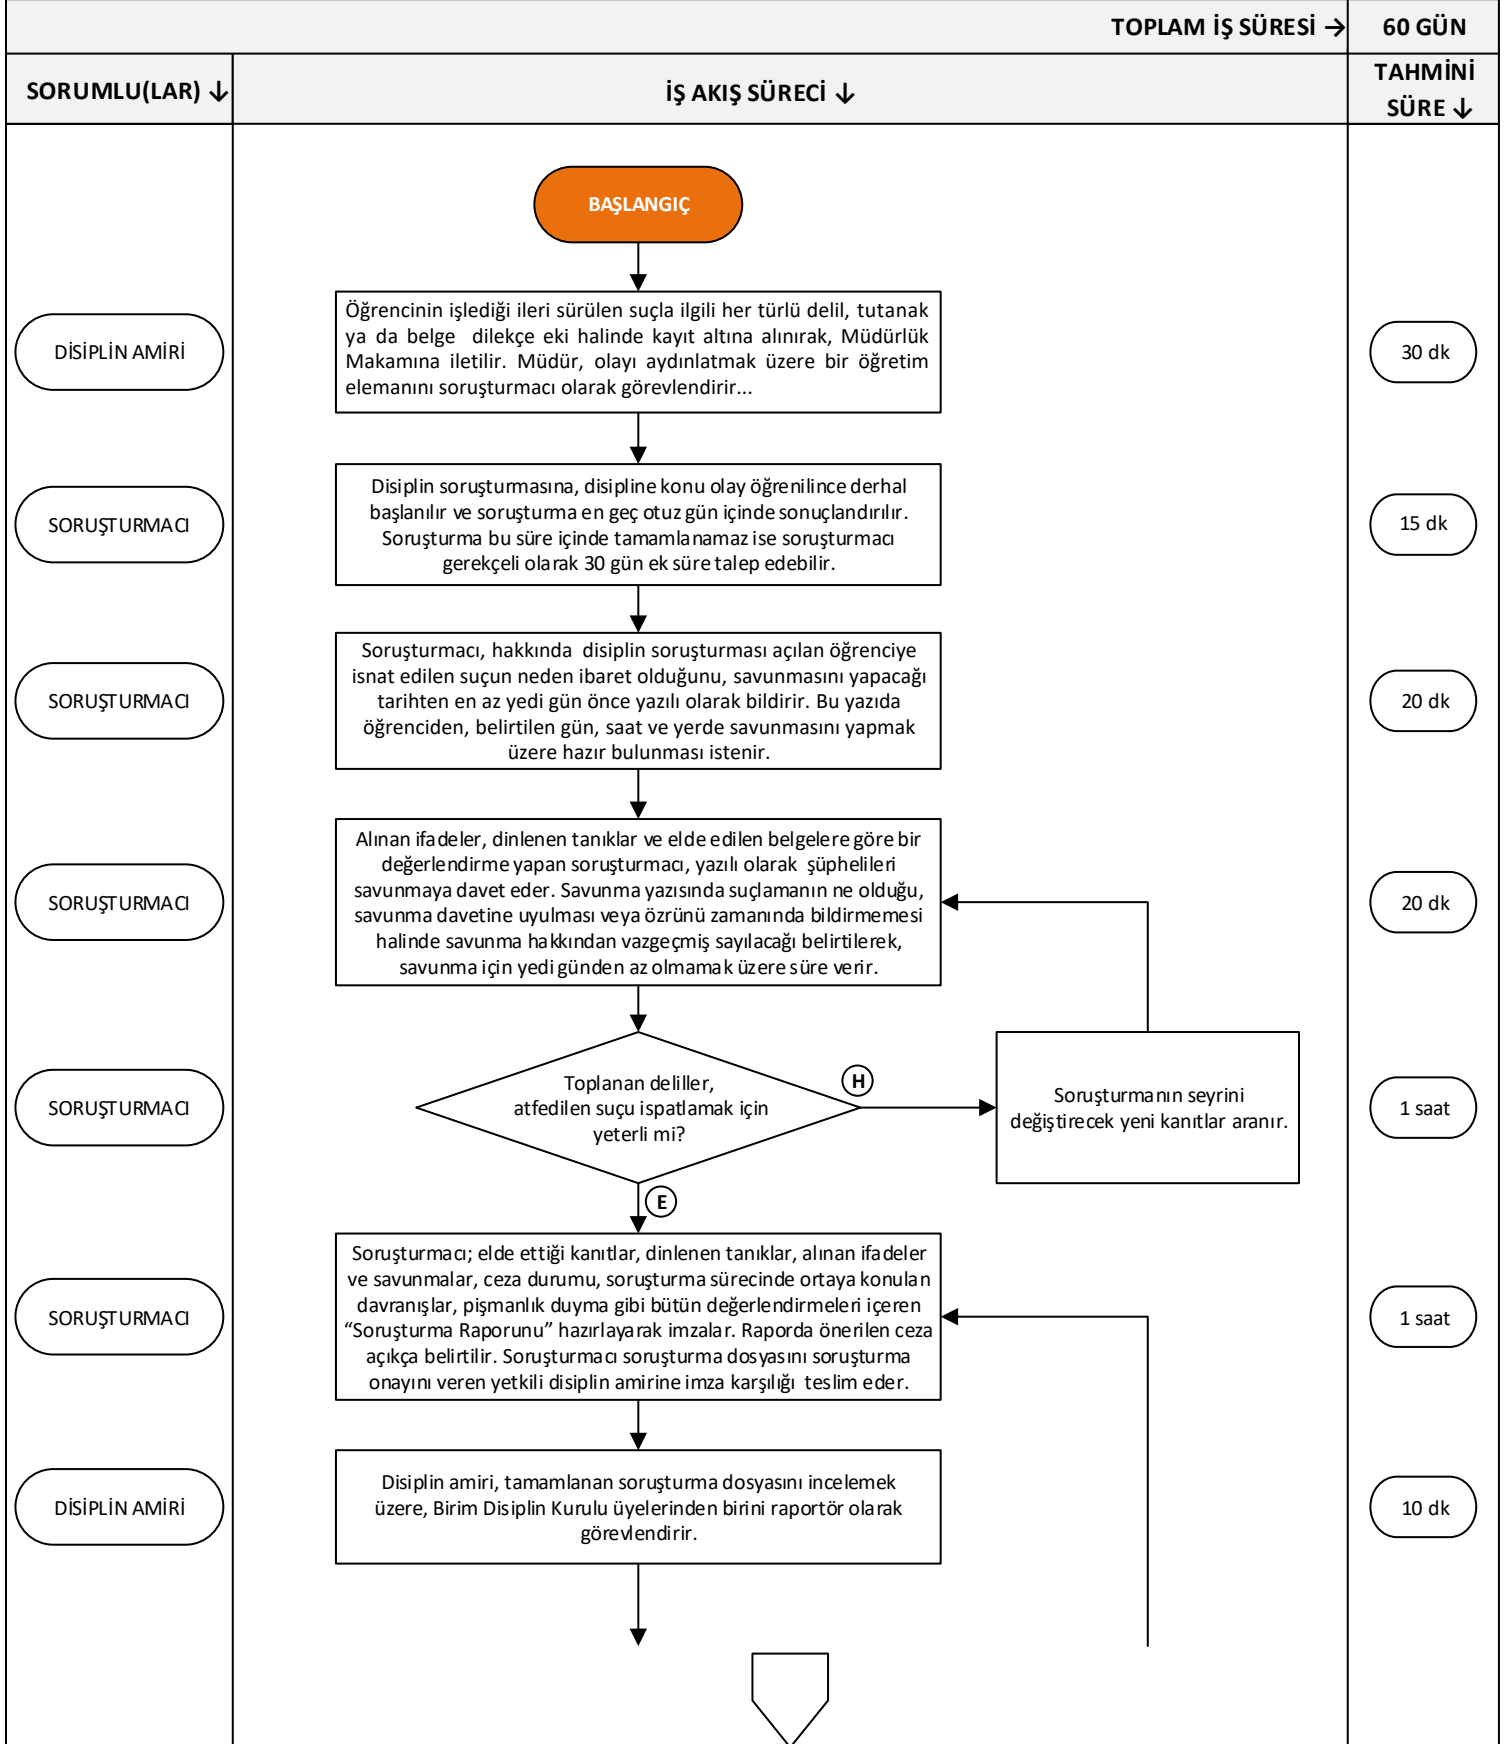 TOPLAM İŞ SÜRESİ →
60 GÜN
SORUMLU(LAR) ↓
İŞ AKIŞ SÜRECİ ↓
TAHMİNİ
SÜRE ↓
BAŞLANGIÇ
DİSİPLİN AMİRİ
Öğrencinin işlediği ileri sürülen suçla ilgili her türlü delil, tutanak
ya da belge dilekçe eki halinde kayıt altına alınırak, Müdürlük
Makamına iletilir. Müdür, olayı aydınlatmak üzere bir öğretim
elemanını soruşturmacı olarak görevlendirir...
30 dk
SORUŞTURMACI
Disiplin soruşturmasına, disipline konu olay öğrenilince derhal
başlanılır ve soruşturma en geç otuz gün içinde sonuçlandırılır.
Soruşturma bu süre içinde tamamlanamaz ise soruşturmacı
gerekçeli olarak 30 gün ek süre talep edebilir.
15 dk
SORUŞTURMACI
Soruşturmacı, hakkında disiplin soruşturması açılan öğrenciye
isnat edilen suçun neden ibaret olduğunu, savunmasını yapacağı
tarihten en az yedi gün önce yazılı olarak bildirir. Bu yazıda
öğrenciden, belirtilen gün, saat ve yerde savunmasını yapmak
üzere hazır bulunması istenir.
20 dk
SORUŞTURMACI
Alınan ifadeler, dinlenen tanıklar ve elde edilen belgelere göre bir
değerlendirme yapan soruşturmacı, yazılı olarak şüphelileri
savunmaya davet eder. Savunma yazısında suçlamanın ne olduğu,
savunma davetine uyulması veya özrünü zamanında bildirmemesi
halinde savunma hakkından vazgeçmiş sayılacağı belirtilerek,
savunma için yedi günden az olmamak üzere süre verir.
20 dk
SORUŞTURMACI
Toplanan deliller,
atfedilen suçu ispatlamak için
yeterli mi?
H
Soruşturmanın seyrini
değiştirecek yeni kanıtlar aranır.
1 saat
E
SORUŞTURMACI
Soruşturmacı; elde ettiği kanıtlar, dinlenen tanıklar, alınan ifadeler
ve savunmalar, ceza durumu, soruşturma sürecinde ortaya konulan
davranışlar, pişmanlık duyma gibi bütün değerlendirmeleri içeren
“Soruşturma Raporunu” hazırlayarak imzalar. Raporda önerilen ceza
açıkça belirtilir. Soruşturmacı soruşturma dosyasını soruşturma
onayını veren yetkili disiplin amirine imza karşılığı teslim eder.
1 saat
DİSİPLİN AMİRİ
Disiplin amiri, tamamlanan soruşturma dosyasını incelemek
üzere, Birim Disiplin Kurulu üyelerinden birini raportör olarak
görevlendirir.
10 dk